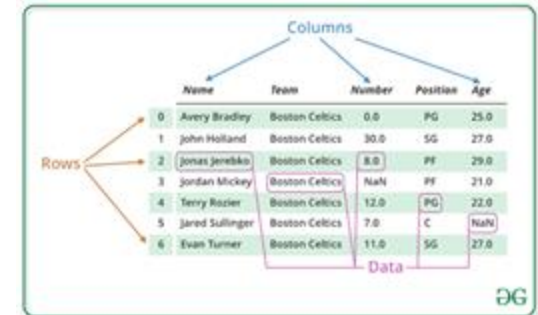 Columns
Name Team Number Position Age
0 Avery Bradley Boston Celtics 0.0 PG 25.0
1 John Holland Boston Celtics 30.0 SG 27.0
Rows
2 Jonas Jerebko Boston Celtics 8.0 PF 29.0
3 Jordan Mickey Boston Celtics NaN PF 21.0
4 Terry Rozier Boston Celtics 12.0 PG 22.0
5 Jared Sullinger Boston Celtics 7.0 C NaN
6 Evan Turner Boston Celtics 11.0 SG 27.0
Data